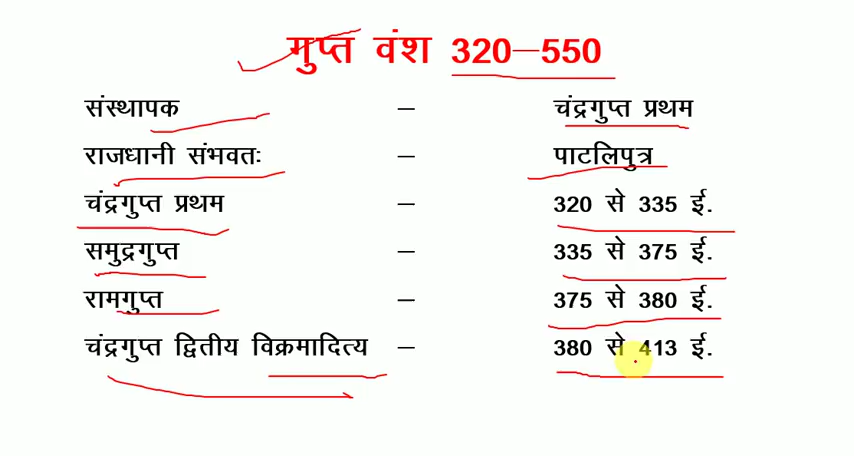 गुप्त वंश 320–550
संस्थापक – चंद्रगुप्त प्रथम
राजधानी संभवतः – पाटलिपुत्र
चंद्रगुप्त प्रथम – 320 से 335 ई.
समुद्रगुप्त – 335 से 375 ई.
रामगुप्त – 375 से 380 ई.
चंद्रगुप्त द्वितीय विक्रमादित्य – 380 से 413 ई.